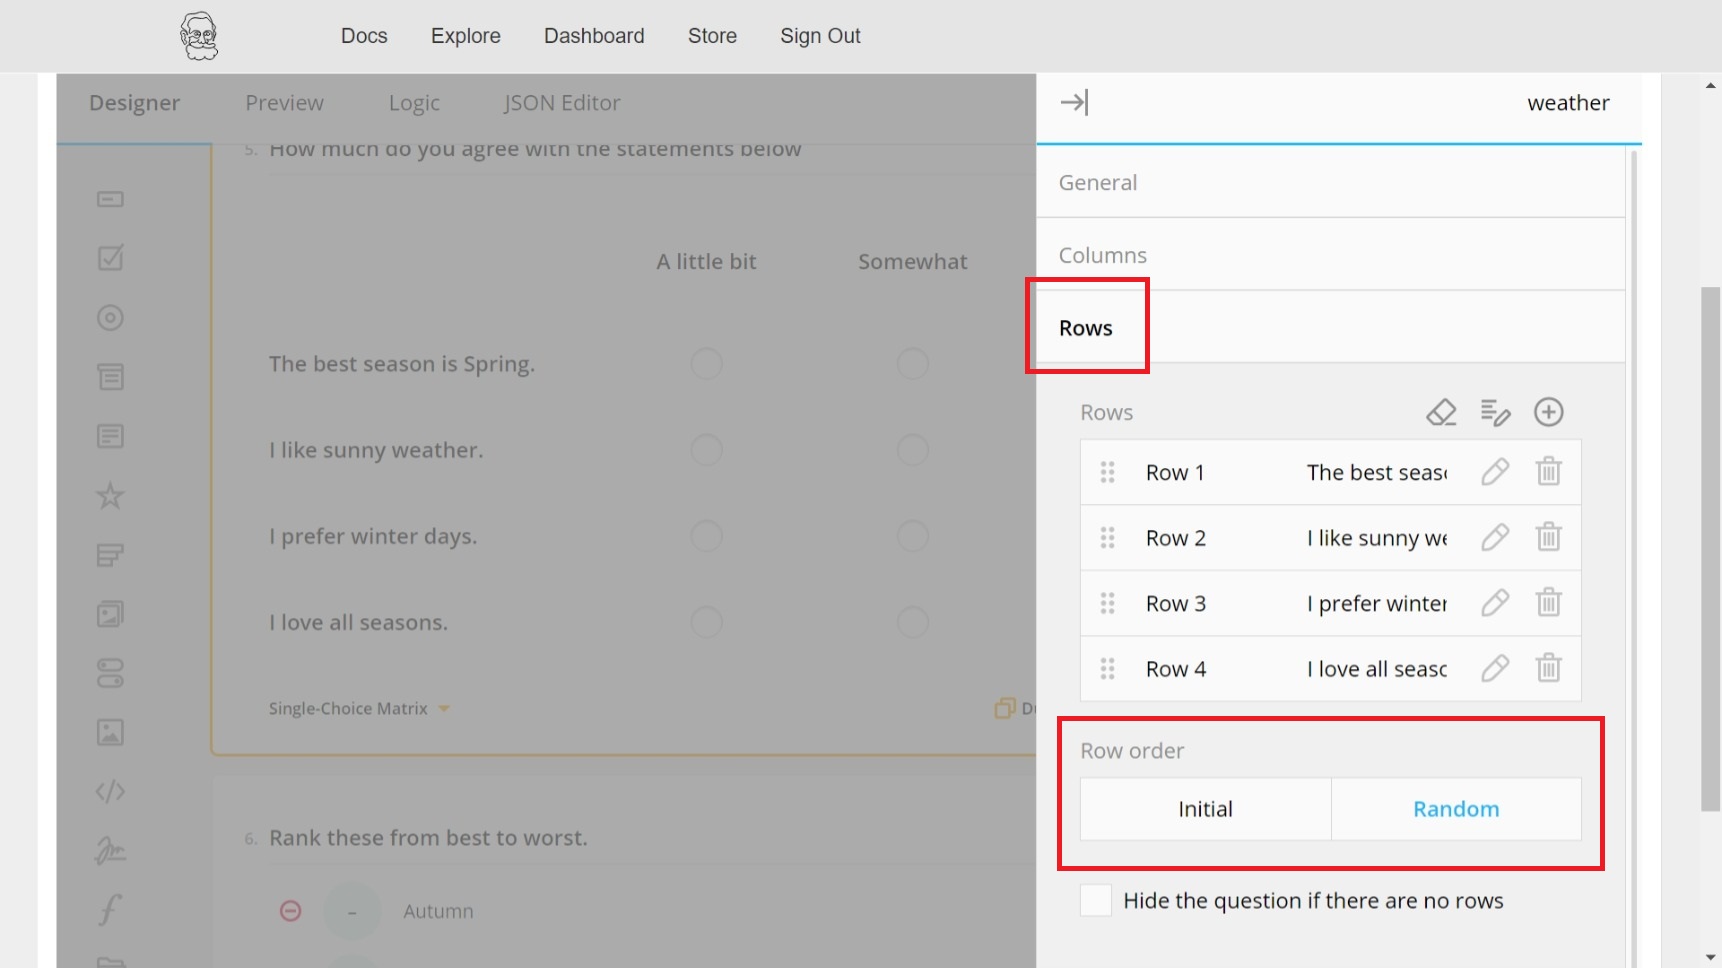 Docs Explore Dashboard Store Sign Out
Designer Preview Logic JSON Editor
weather
5. How much do you agree with the statements below
A little bit Somewhat
The best season is Spring.
I like sunny weather.
I prefer winter days.
I love all seasons.
Single-Choice Matrix
6. Rank these from best to worst.
- Autumn
General
Columns
Rows
Rows
Row 1 The best seas
Row 2 I like sunny we
Row 3 I prefer winter
Row 4 I love all seas
Row order
Initial Random
Hide the question if there are no rows